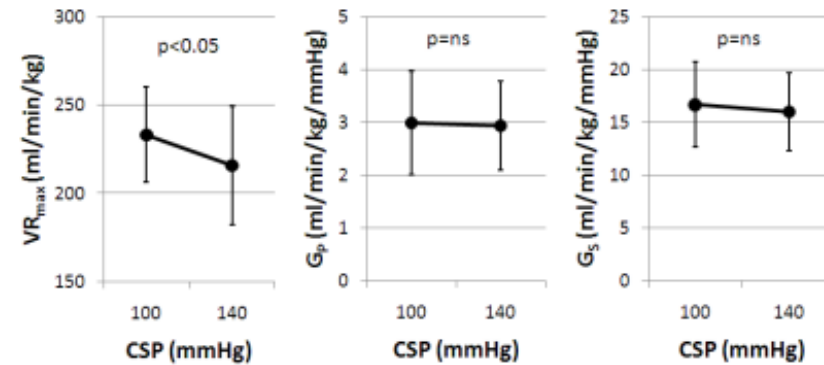 VRmax (ml/min/kg)
300
250
200
150
p<0.05
100 140
CSP (mmHg)
GP (ml/min/kg/mmHg)
5
4
3
2
1
0
p=ns
100 140
CSP (mmHg)
GS (ml/min/kg/mmHg)
25
20
15
10
5
0
p=ns
100 140
CSP (mmHg)